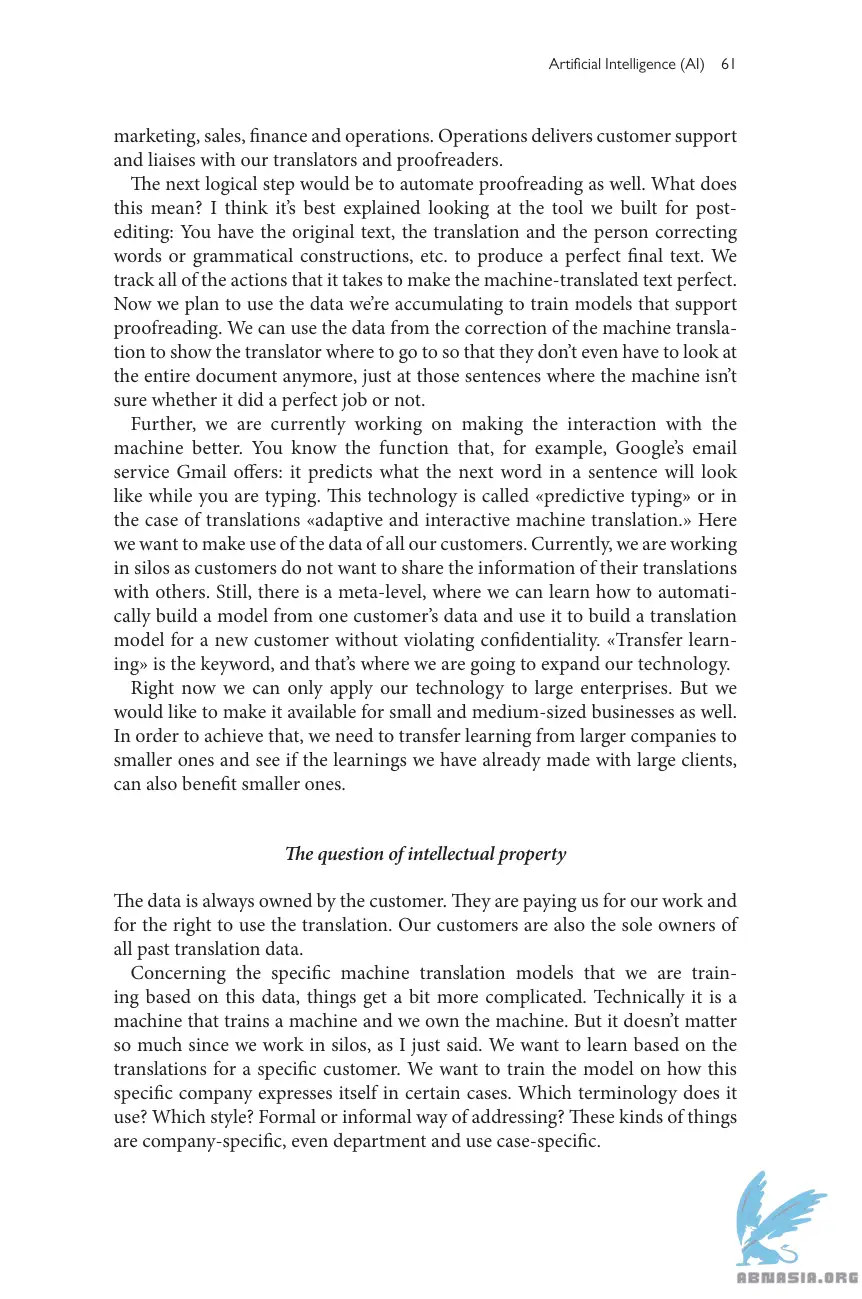 Artificial Intelligence (AI) 61
marketing, sales, finance and operations. Operations delivers customer support
and liaises with our translators and proofreaders.
The next logical step would be to automate proofreading as well. What does
this mean? I think it’s best explained looking at the tool we built for post-
editing: You have the original text, the translation and the person correcting
words or grammatical constructions, etc. to produce a perfect final text. We
track all of the actions that it takes to make the machine-translated text perfect.
Now we plan to use the data we’re accumulating to train models that support
proofreading. We can use the data from the correction of the machine transla-
tion to show the translator where to go to so that they don’t even have to look at
the entire document anymore, just at those sentences where the machine isn’t
sure whether it did a perfect job or not.
Further, we are currently working on making the interaction with the
machine better. You know the function that, for example, Google’s email
service Gmail offers: it predicts what the next word in a sentence will look
like while you are typing. This technology is called «predictive typing» or in
the case of translations «adaptive and interactive machine translation.» Here
we want to make use of the data of all our customers. Currently, we are working
in silos as customers do not want to share the information of their translations
with others. Still, there is a meta-level, where we can learn how to automati-
cally build a model from one customer’s data and use it to build a translation
model for a new customer without violating confidentiality. «Transfer learn-
ing» is the keyword, and that’s where we are going to expand our technology.
Right now we can only apply our technology to large enterprises. But we
would like to make it available for small and medium-sized businesses as well.
In order to achieve that, we need to transfer learning from larger companies to
smaller ones and see if the learnings we have already made with large clients,
can also benefit smaller ones.
The question of intellectual property
The data is always owned by the customer. They are paying us for our work and
for the right to use the translation. Our customers are also the sole owners of
all past translation data.
Concerning the specific machine translation models that we are train-
ing based on this data, things get a bit more complicated. Technically it is a
machine that trains a machine and we own the machine. But it doesn’t matter
so much since we work in silos, as I just said. We want to learn based on the
translations for a specific customer. We want to train the model on how this
specific company expresses itself in certain cases. Which terminology does it
use? Which style? Formal or informal way of addressing? These kinds of things
are company-specific, even department and use case-specific.
ABNASIA.ORG